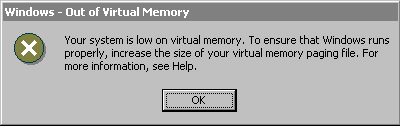 Windows - Out of Virtual Memory
Your system is low on virtual memory. To ensure that Windows runs
properly, increase the size of your virtual memory paging file. For
more information, see Help.
OK